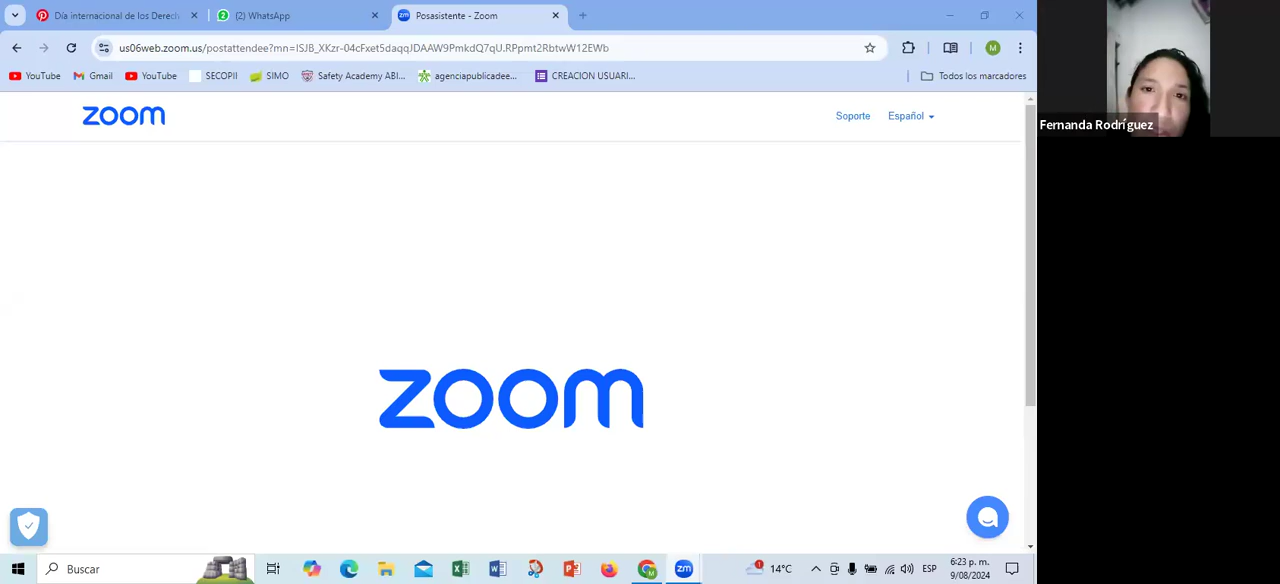 Día internacional de los Derech
(2) WhatsApp
Posasistente - Zoom
us06web.zoom.us/postattendee?mn=ISJB_XKzr-04cFxet5daqqJDAAW9PmkdQ7qU.RPpmt2RbtwW12EWb
M
YouTube
Gmail
YouTube
SECOPII
SIMO
Safety Academy ABI...
agenciapublicadee...
CREACION USUARI...
Todos los marcadores
zoom
Soporte
Español
Fernanda Rodríguez
zoom
Buscar
zm
14°C
ESP
6:23 p. m.
9/08/2024